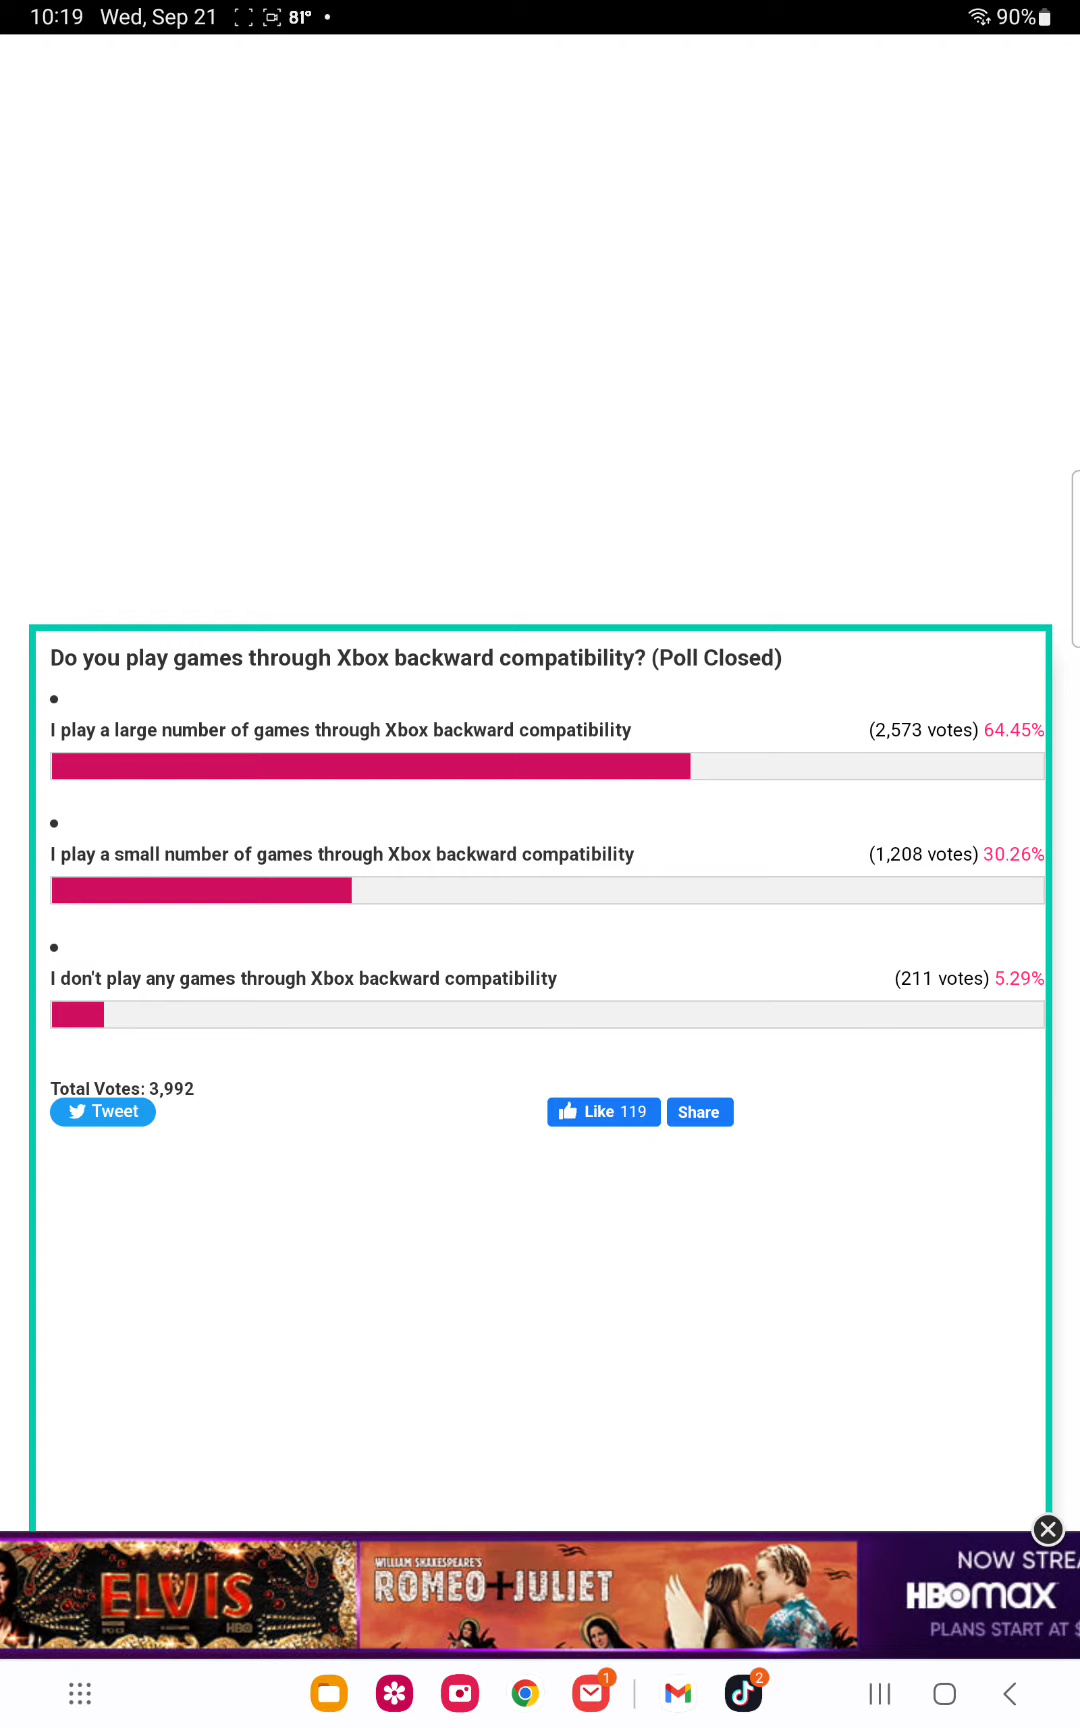 10:19 Wed, Sep 21 81° 90%
Do you play games through Xbox backward compatibility? (Poll Closed)
I play a large number of games through Xbox backward compatibility (2,573 votes) 64.45%
I play a small number of games through Xbox backward compatibility (1,208 votes) 30.26%
I don't play any games through Xbox backward compatibility (211 votes) 5.29%
Total Votes: 3,992
Tweet Like 119 Share
ELVIS
HBO
WILLIAM SHAKESPEARE'S
ROMEO+JULIET
NOW STREA
HBOMAX
PLANS START AT $
1 2